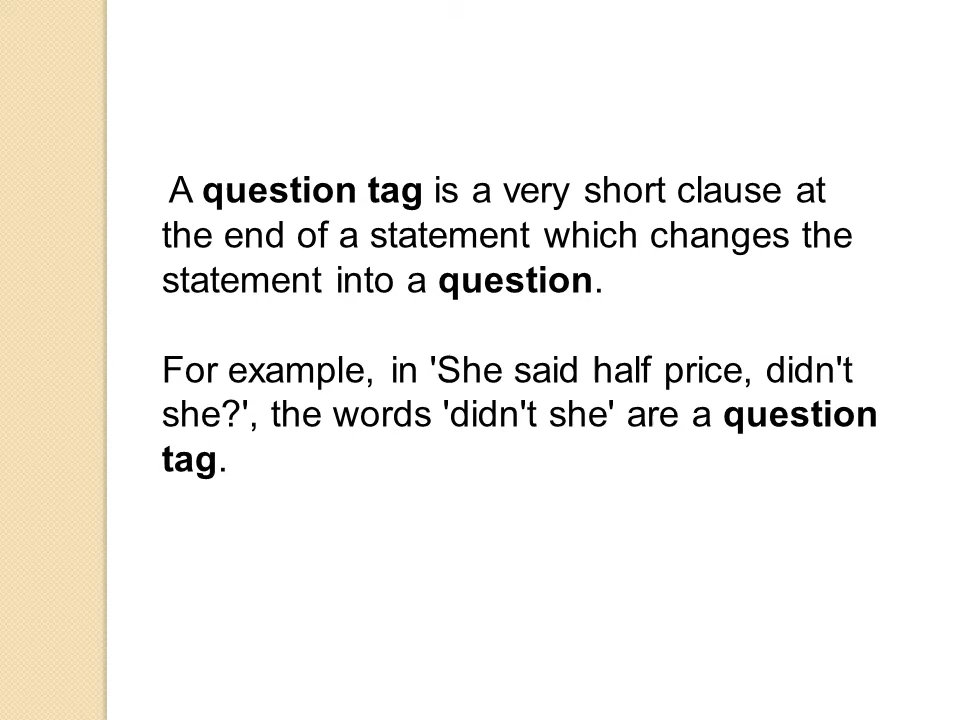 A question tag is a very short clause at
the end of a statement which changes the
statement into a question.
For example, in 'She said half price, didn't
she?', the words 'didn't she' are a question
tag.